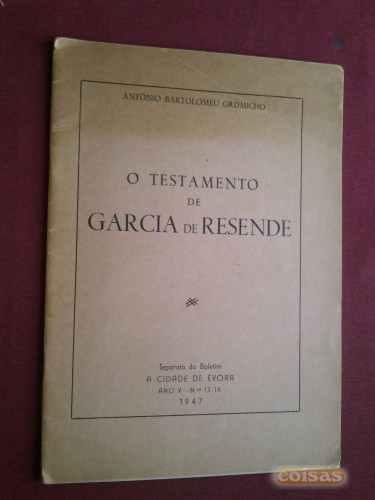 ANTÓNIO BARTOLOMEU GROMICHO
O TESTAMENTO
DE
GARCIA DE RESENDE
Separata do Boletim
A CIDADE DE ÉVORA
ANO V - N.os 13-14
1947
coisas